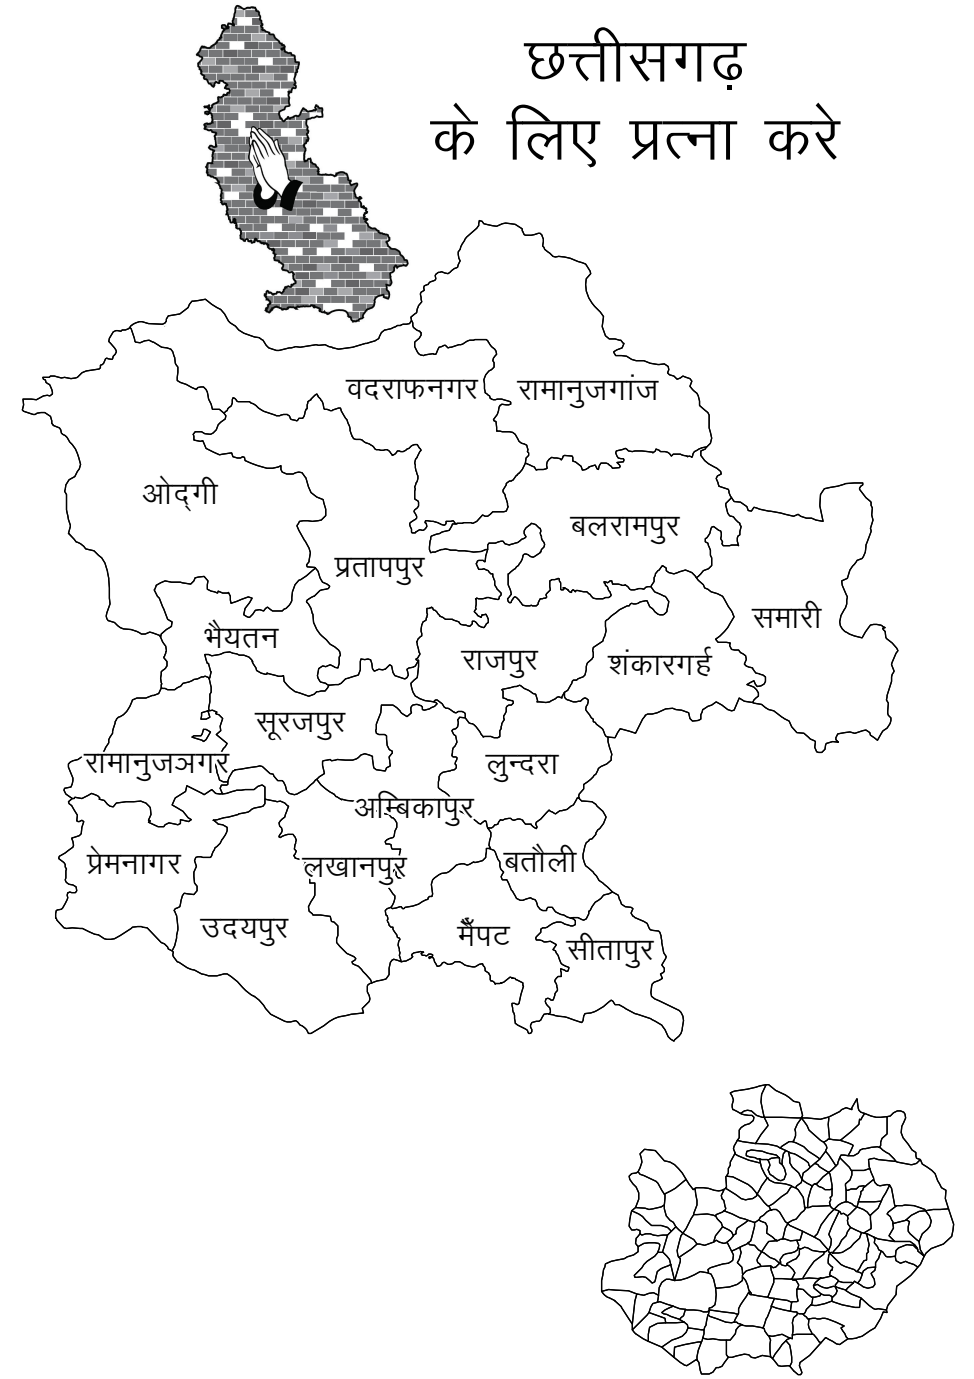 छत्तीसगढ़
के लिए प्रत्ना करे
वदराफनगर
रामानुजगांज
ओद्गी
बलरामपुर
प्रतापपुर
समारी
भैयतन
राजपुर
शंकारगर्ह
सूरजपुर
रामानुजञगर
लुन्दरा
अम्बिकापुर
प्रेमनागर
लखानपुर
बतौली
उदयपुर
मैंपट
सीतापुर